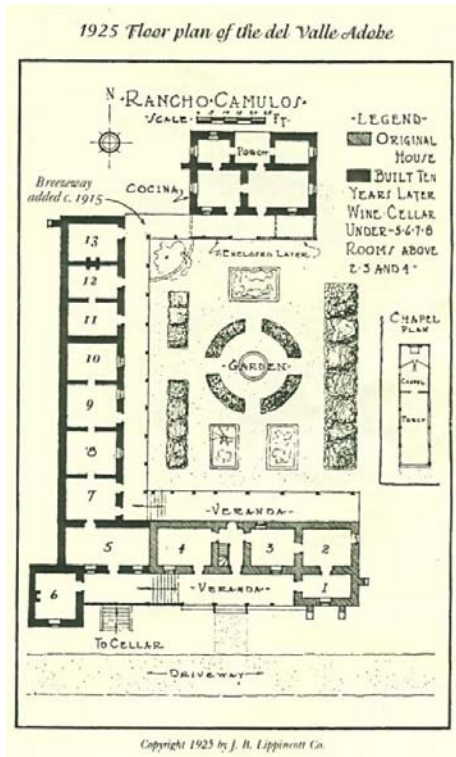 1925 Floor plan of the del Valle Adobe
N
RANCHO·CAMULOS·
·SCALE· FT.
Breezeway
added c. 1915
COCINA
PORCH
-LEGEND-
ORIGINAL
HOUSE
BUILT TEN
YEARS LATER
WINE·CELLAR
UNDER-5-6-7-8
ROOMS ABOVE
2-3 AND 4-
ENCLOSED LATER
CHAPEL
PLAN
CHAPEL
PORCH
-GARDEN-
13
12
11
10
9
8
7
-VERANDA-
5
4
3
2
6
-VERANDA-
1
TO CELLAR
DRIVEWAY
Copyright 1925 by J. B. Lippincott Co.